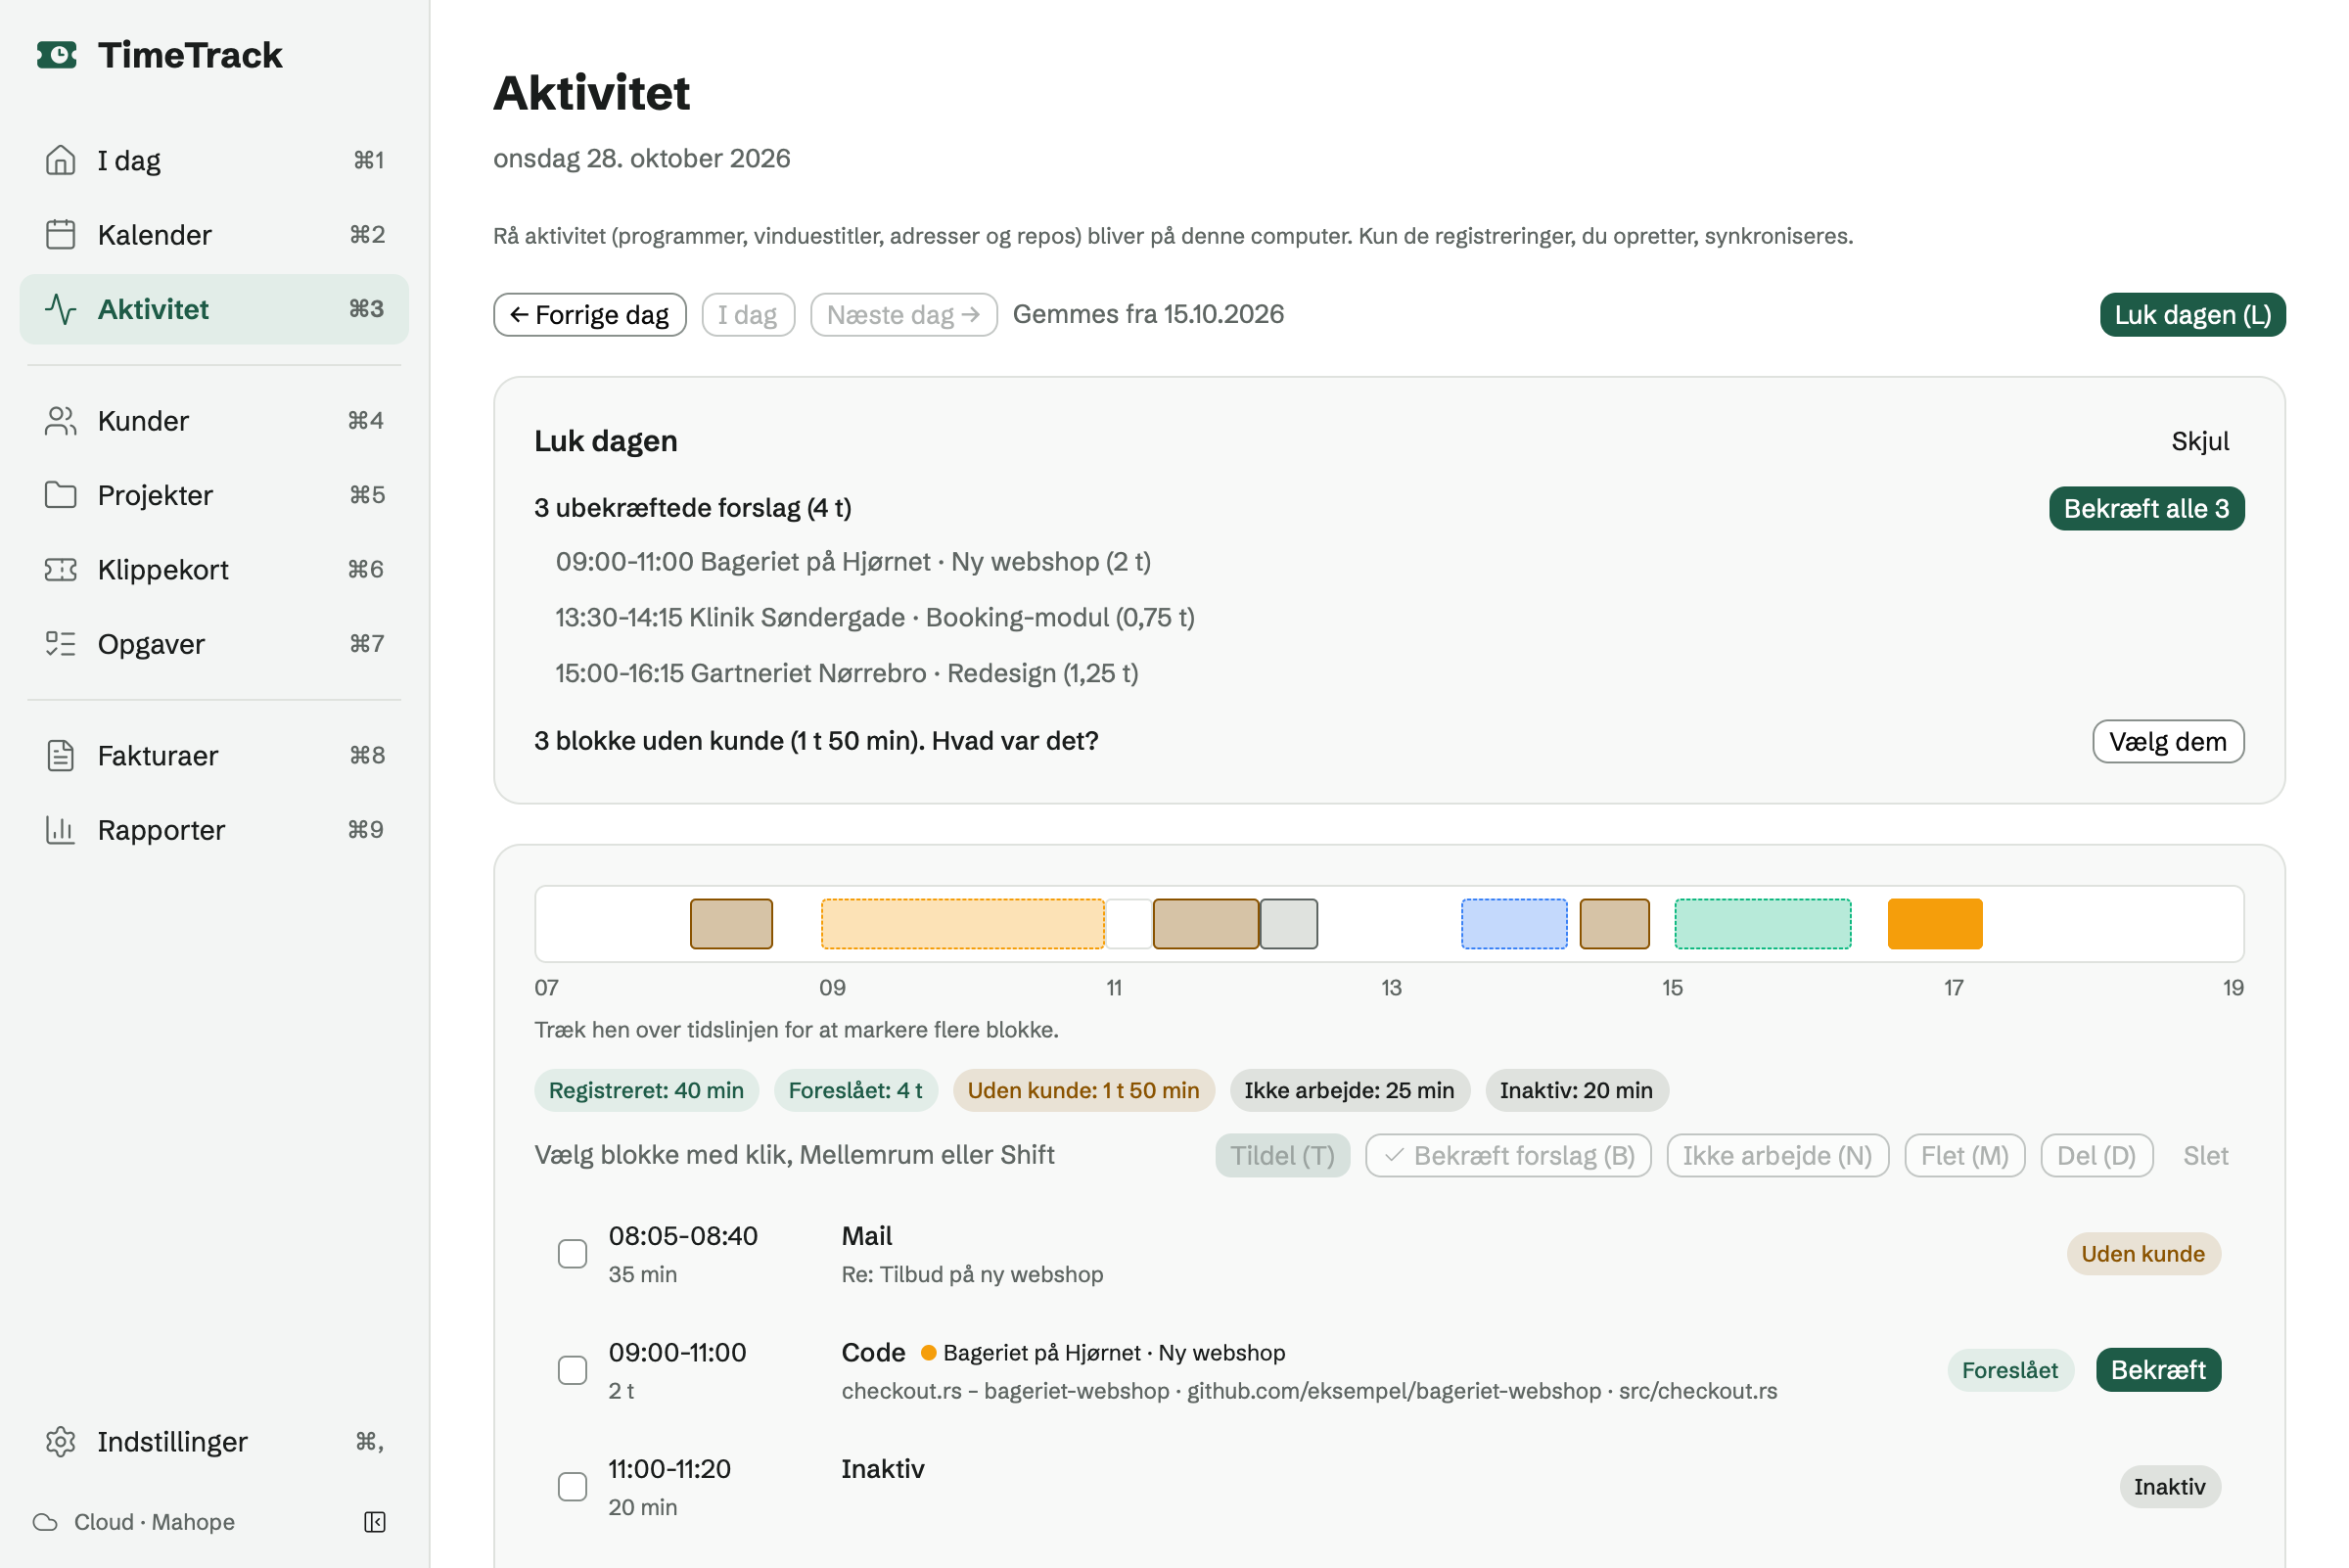 TimeTrack
I dag ⌘1
Kalender ⌘2
Aktivitet ⌘3
Kunder ⌘4
Projekter ⌘5
Klippekort ⌘6
Opgaver ⌘7
Fakturaer ⌘8
Rapporter ⌘9
Indstillinger ⌘,
Cloud · Mahope
Aktivitet
onsdag 28. oktober 2026
Rå aktivitet (programmer, vinduestitler, adresser og repos) bliver på denne computer. Kun de registreringer, du opretter, synkroniseres.
← Forrige dag I dag Næste dag → Gemmes fra 15.10.2026 Luk dagen (L)
Luk dagen Skjul
3 ubekræftede forslag (4 t) Bekræft alle 3
09:00-11:00 Bageriet på Hjørnet · Ny webshop (2 t)
13:30-14:15 Klinik Søndergade · Booking-modul (0,75 t)
15:00-16:15 Gartneriet Nørrebro · Redesign (1,25 t)
3 blokke uden kunde (1 t 50 min). Hvad var det? Vælg dem
07 09 11 13 15 17 19
Træk hen over tidslinjen for at markere flere blokke.
Registreret: 40 min Foreslået: 4 t Uden kunde: 1 t 50 min Ikke arbejde: 25 min Inaktiv: 20 min
Vælg blokke med klik, Mellemrum eller Shift Tildel (T) ✓ Bekræft forslag (B) Ikke arbejde (N) Flet (M) Del (D) Slet
08:05-08:40 Mail Uden kunde
35 min Re: Tilbud på ny webshop
09:00-11:00 Code Bageriet på Hjørnet · Ny webshop Foreslået Bekræft
2 t checkout.rs – bageriet-webshop · github.com/eksempel/bageriet-webshop · src/checkout.rs
11:00-11:20 Inaktiv Inaktiv
20 min